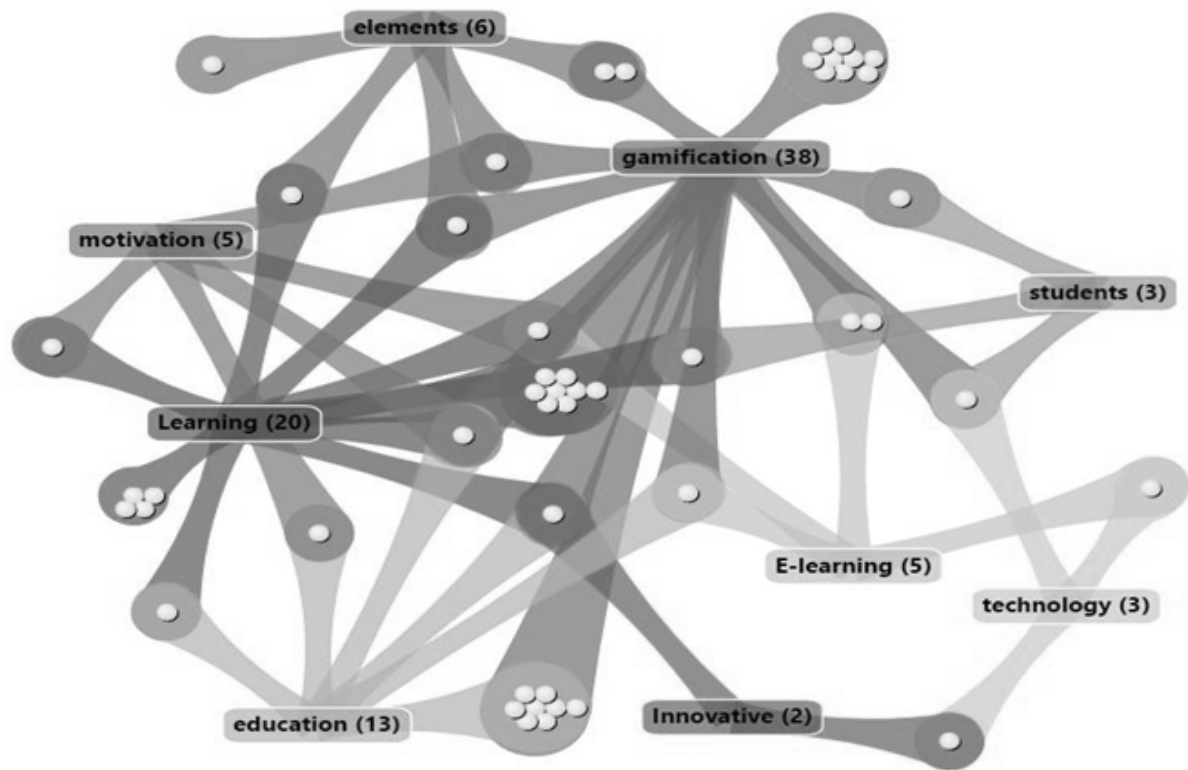 elements (6)
gamification (38)
motivation (5)
students (3)
Learning (20)
E-learning (5)
technology (3)
education (13)
Innovative (2)